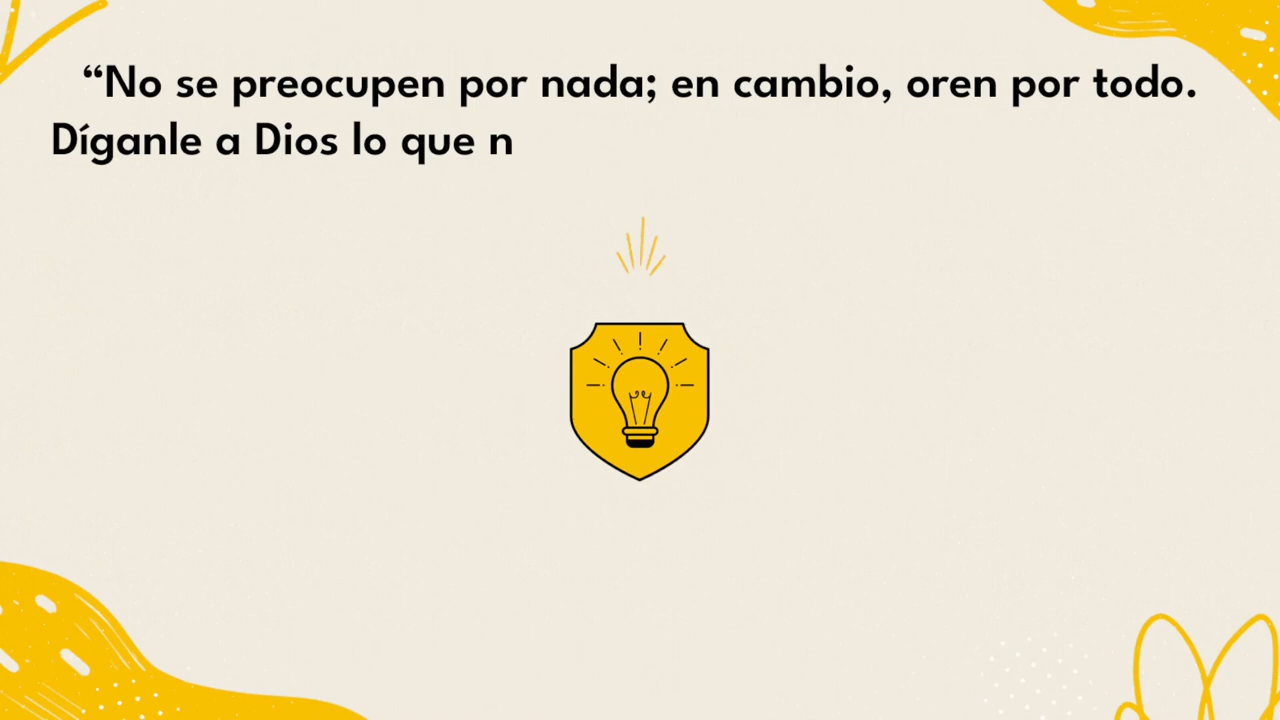 “No se preocupen por nada; en cambio, oren por todo.
Díganle a Dios lo que n